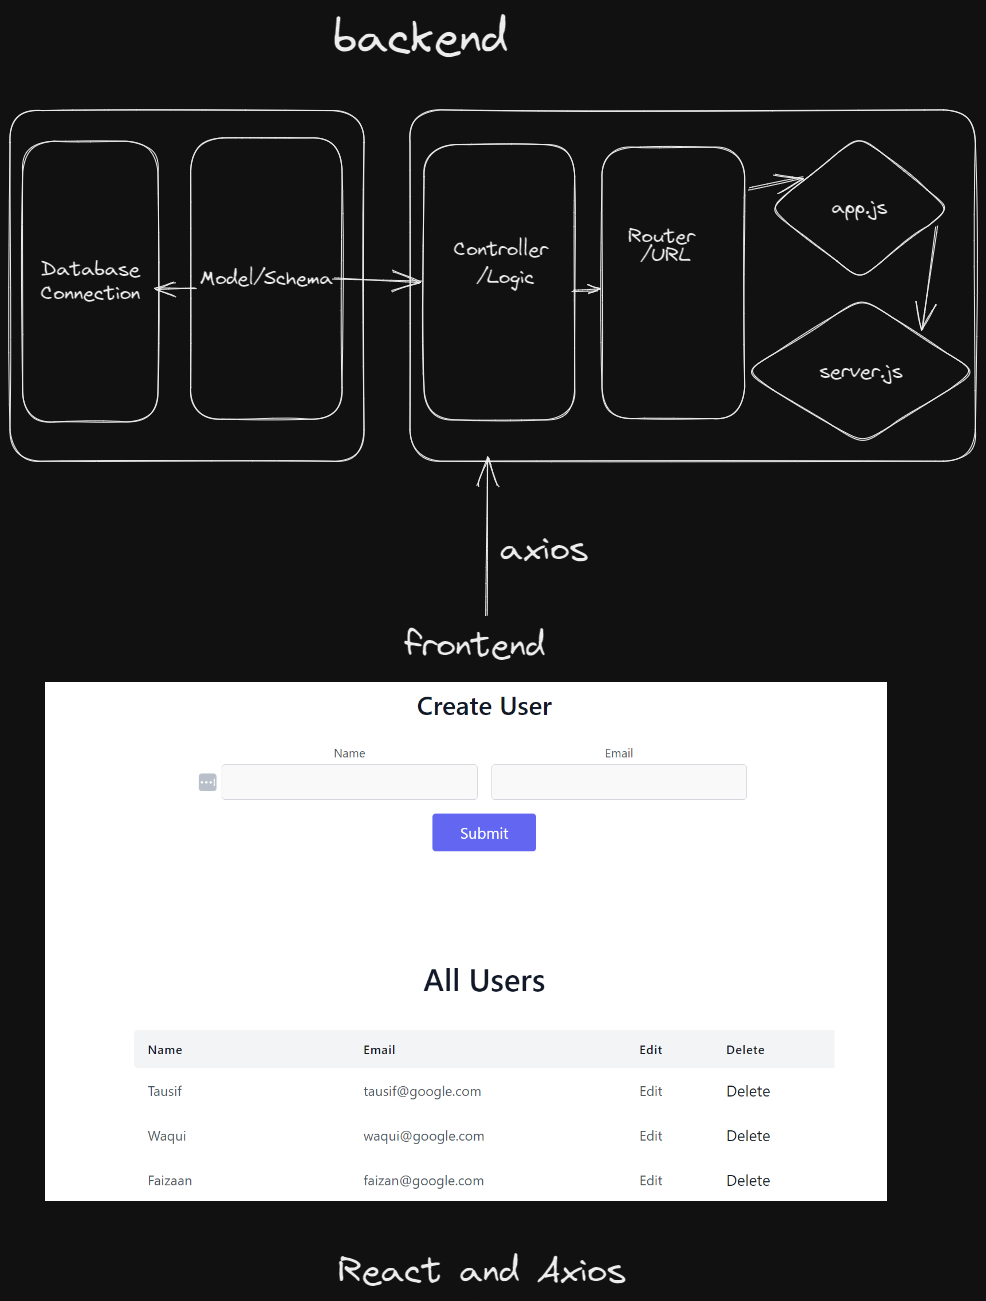 backend
Database
Connection
Model/Schema
Controller
/Logic
Router
/URL
app.js
server.js
axios
frontend
Create User
Name Email
Submit
All Users
Name Email Edit Delete
Tausif tausif@google.com Edit Delete
Waqui waqui@google.com Edit Delete
Faizaan faizan@google.com Edit Delete
React and Axios